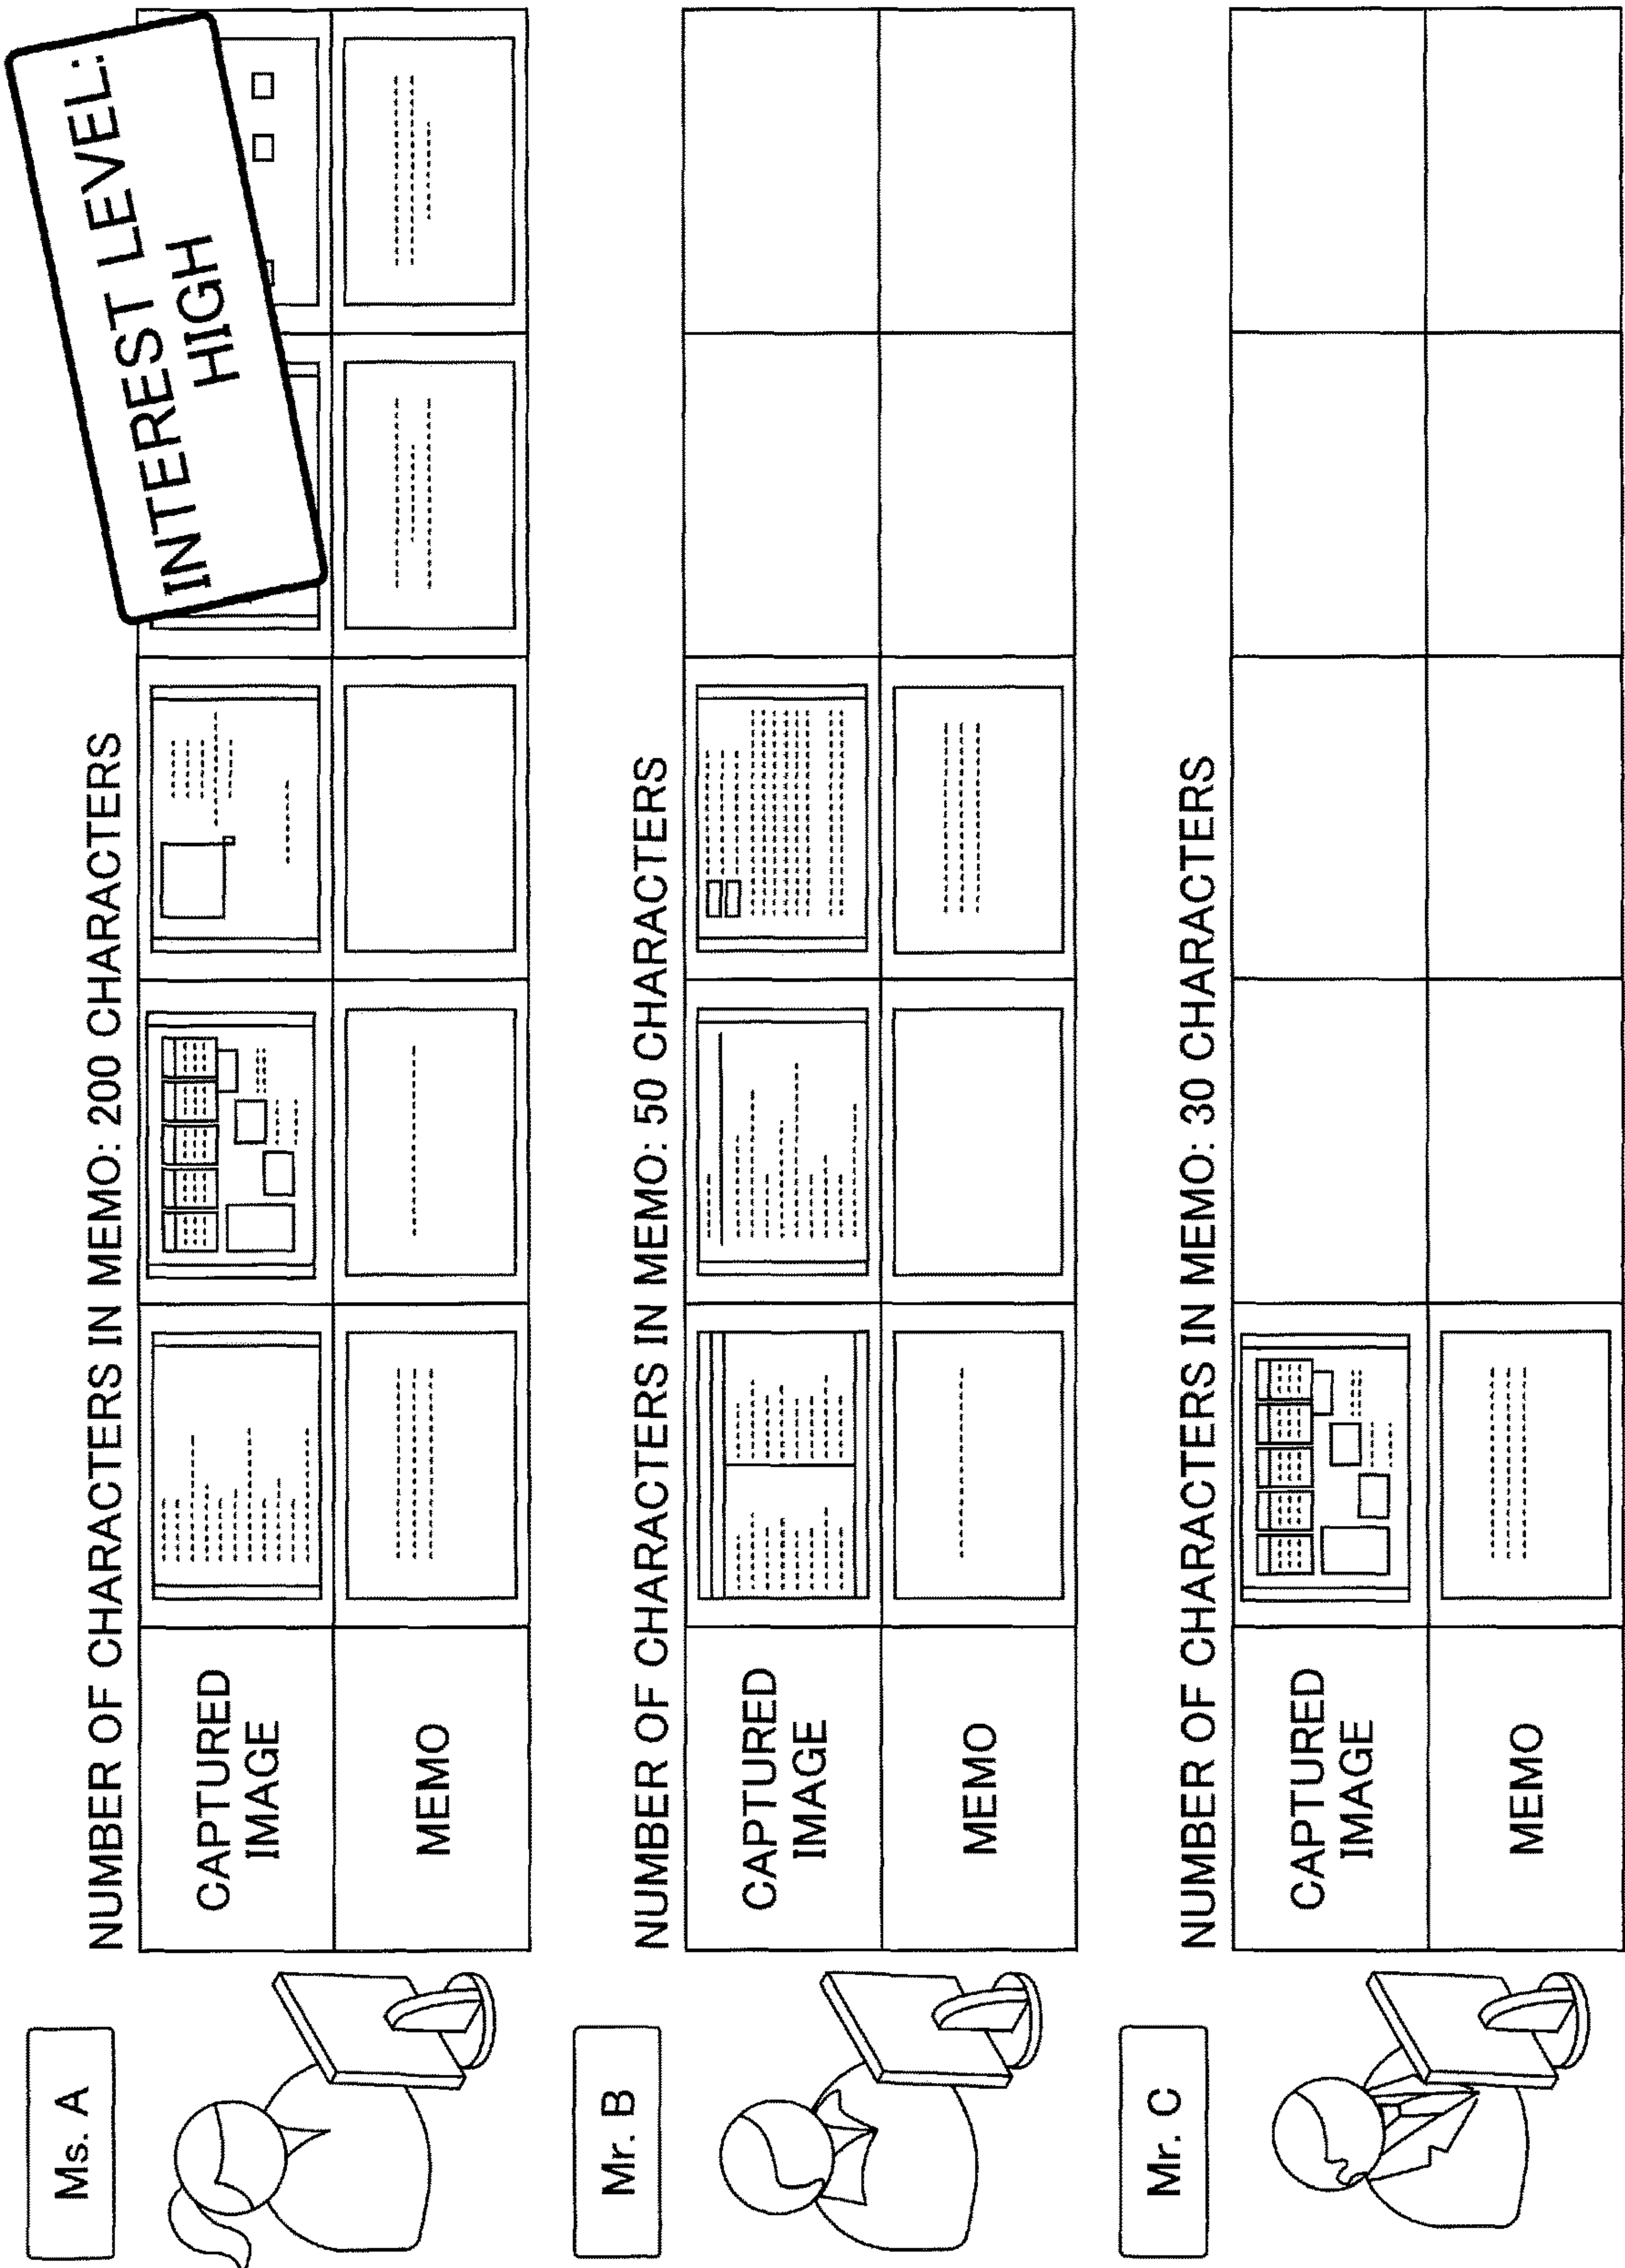 Ms. A
NUMBER OF CHARACTERS IN MEMO: 200 CHARACTERS
INTEREST LEVEL:
HIGH
CAPTURED
IMAGE
MEMO
Mr. B
NUMBER OF CHARACTERS IN MEMO: 50 CHARACTERS
CAPTURED
IMAGE
MEMO
Mr. C
NUMBER OF CHARACTERS IN MEMO: 30 CHARACTERS
CAPTURED
IMAGE
MEMO